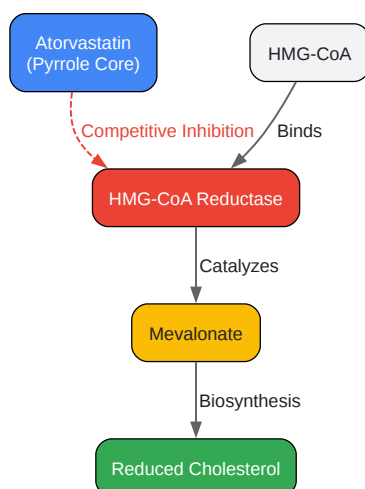 Atorvastatin
(Pyrrole Core)
HMG-CoA
Competitive Inhibition
Binds
HMG-CoA Reductase
Catalyzes
Mevalonate
Biosynthesis
Reduced Cholesterol